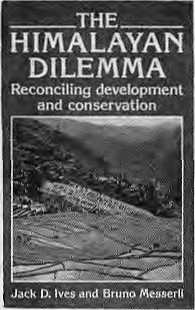 THE
HIMALAYAN
DILEMMA
Reconciling development
and conservation
Jack D. Ives and Bruno Messerli